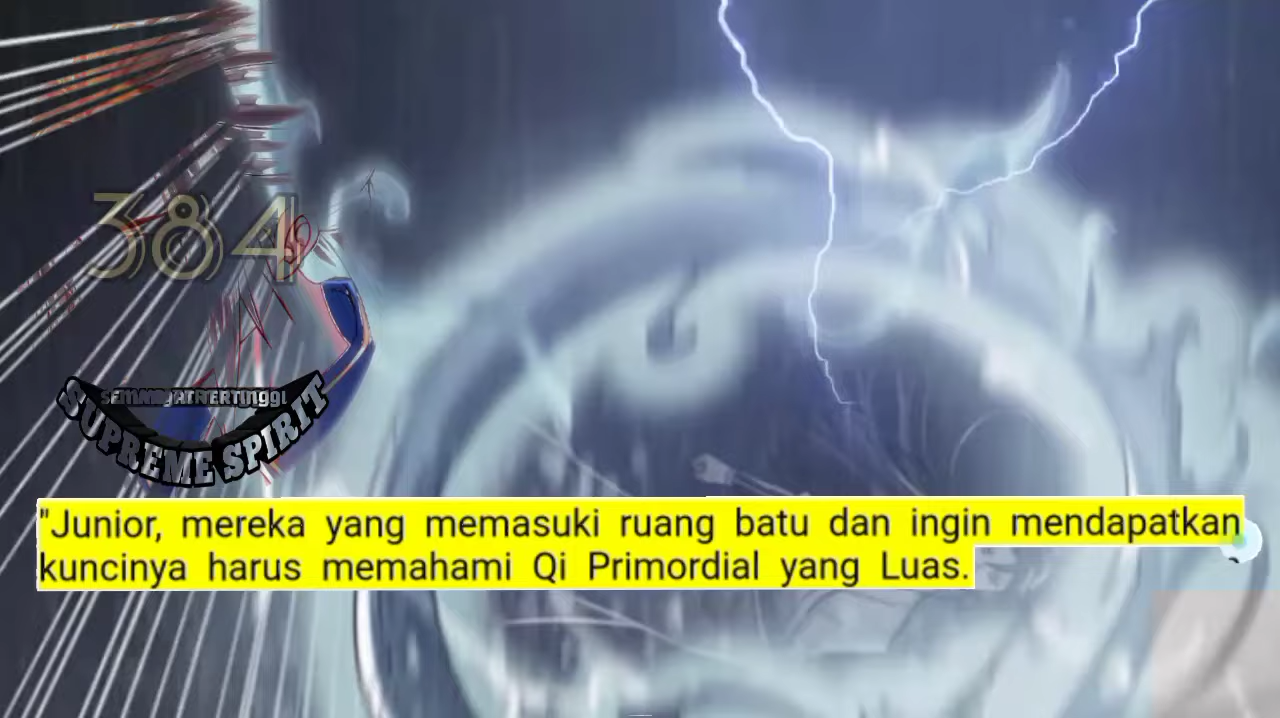 384
SUPREME SPIRIT
"Junior, mereka yang memasuki ruang batu dan ingin mendapatkan
kuncinya harus memahami Qi Primordial yang Luas.